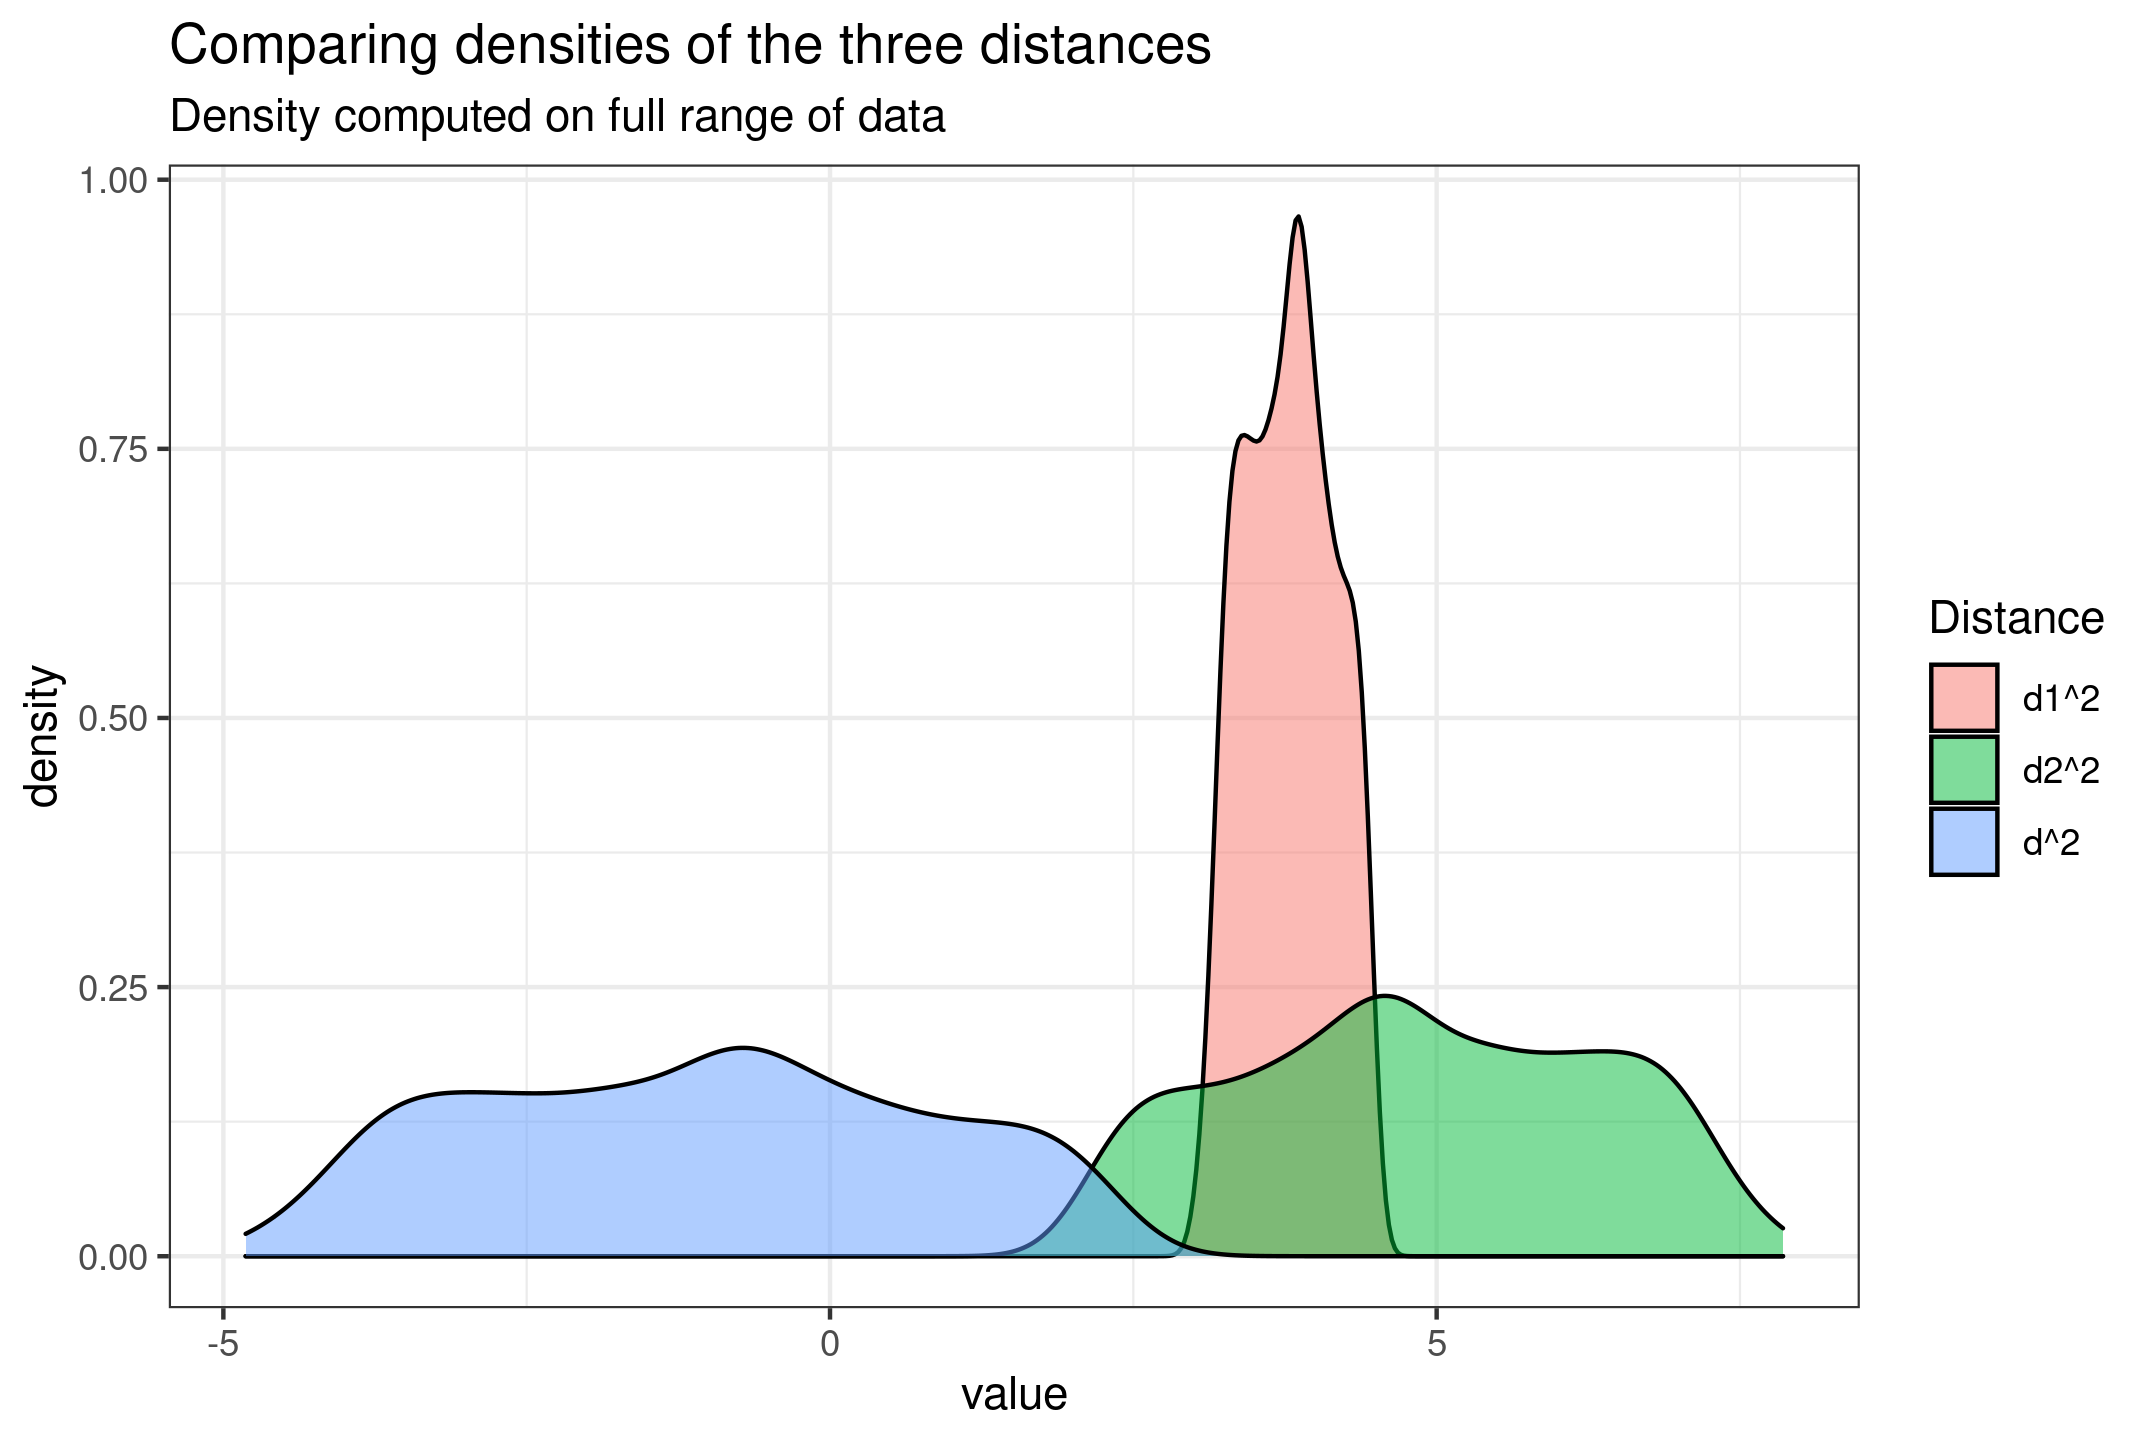 Comparing densities of the three distances
Density computed on full range of data
1.00
0.75
0.50
0.25
0.00
density
-5
0
5
value
Distance
d1^2
d2^2
d^2